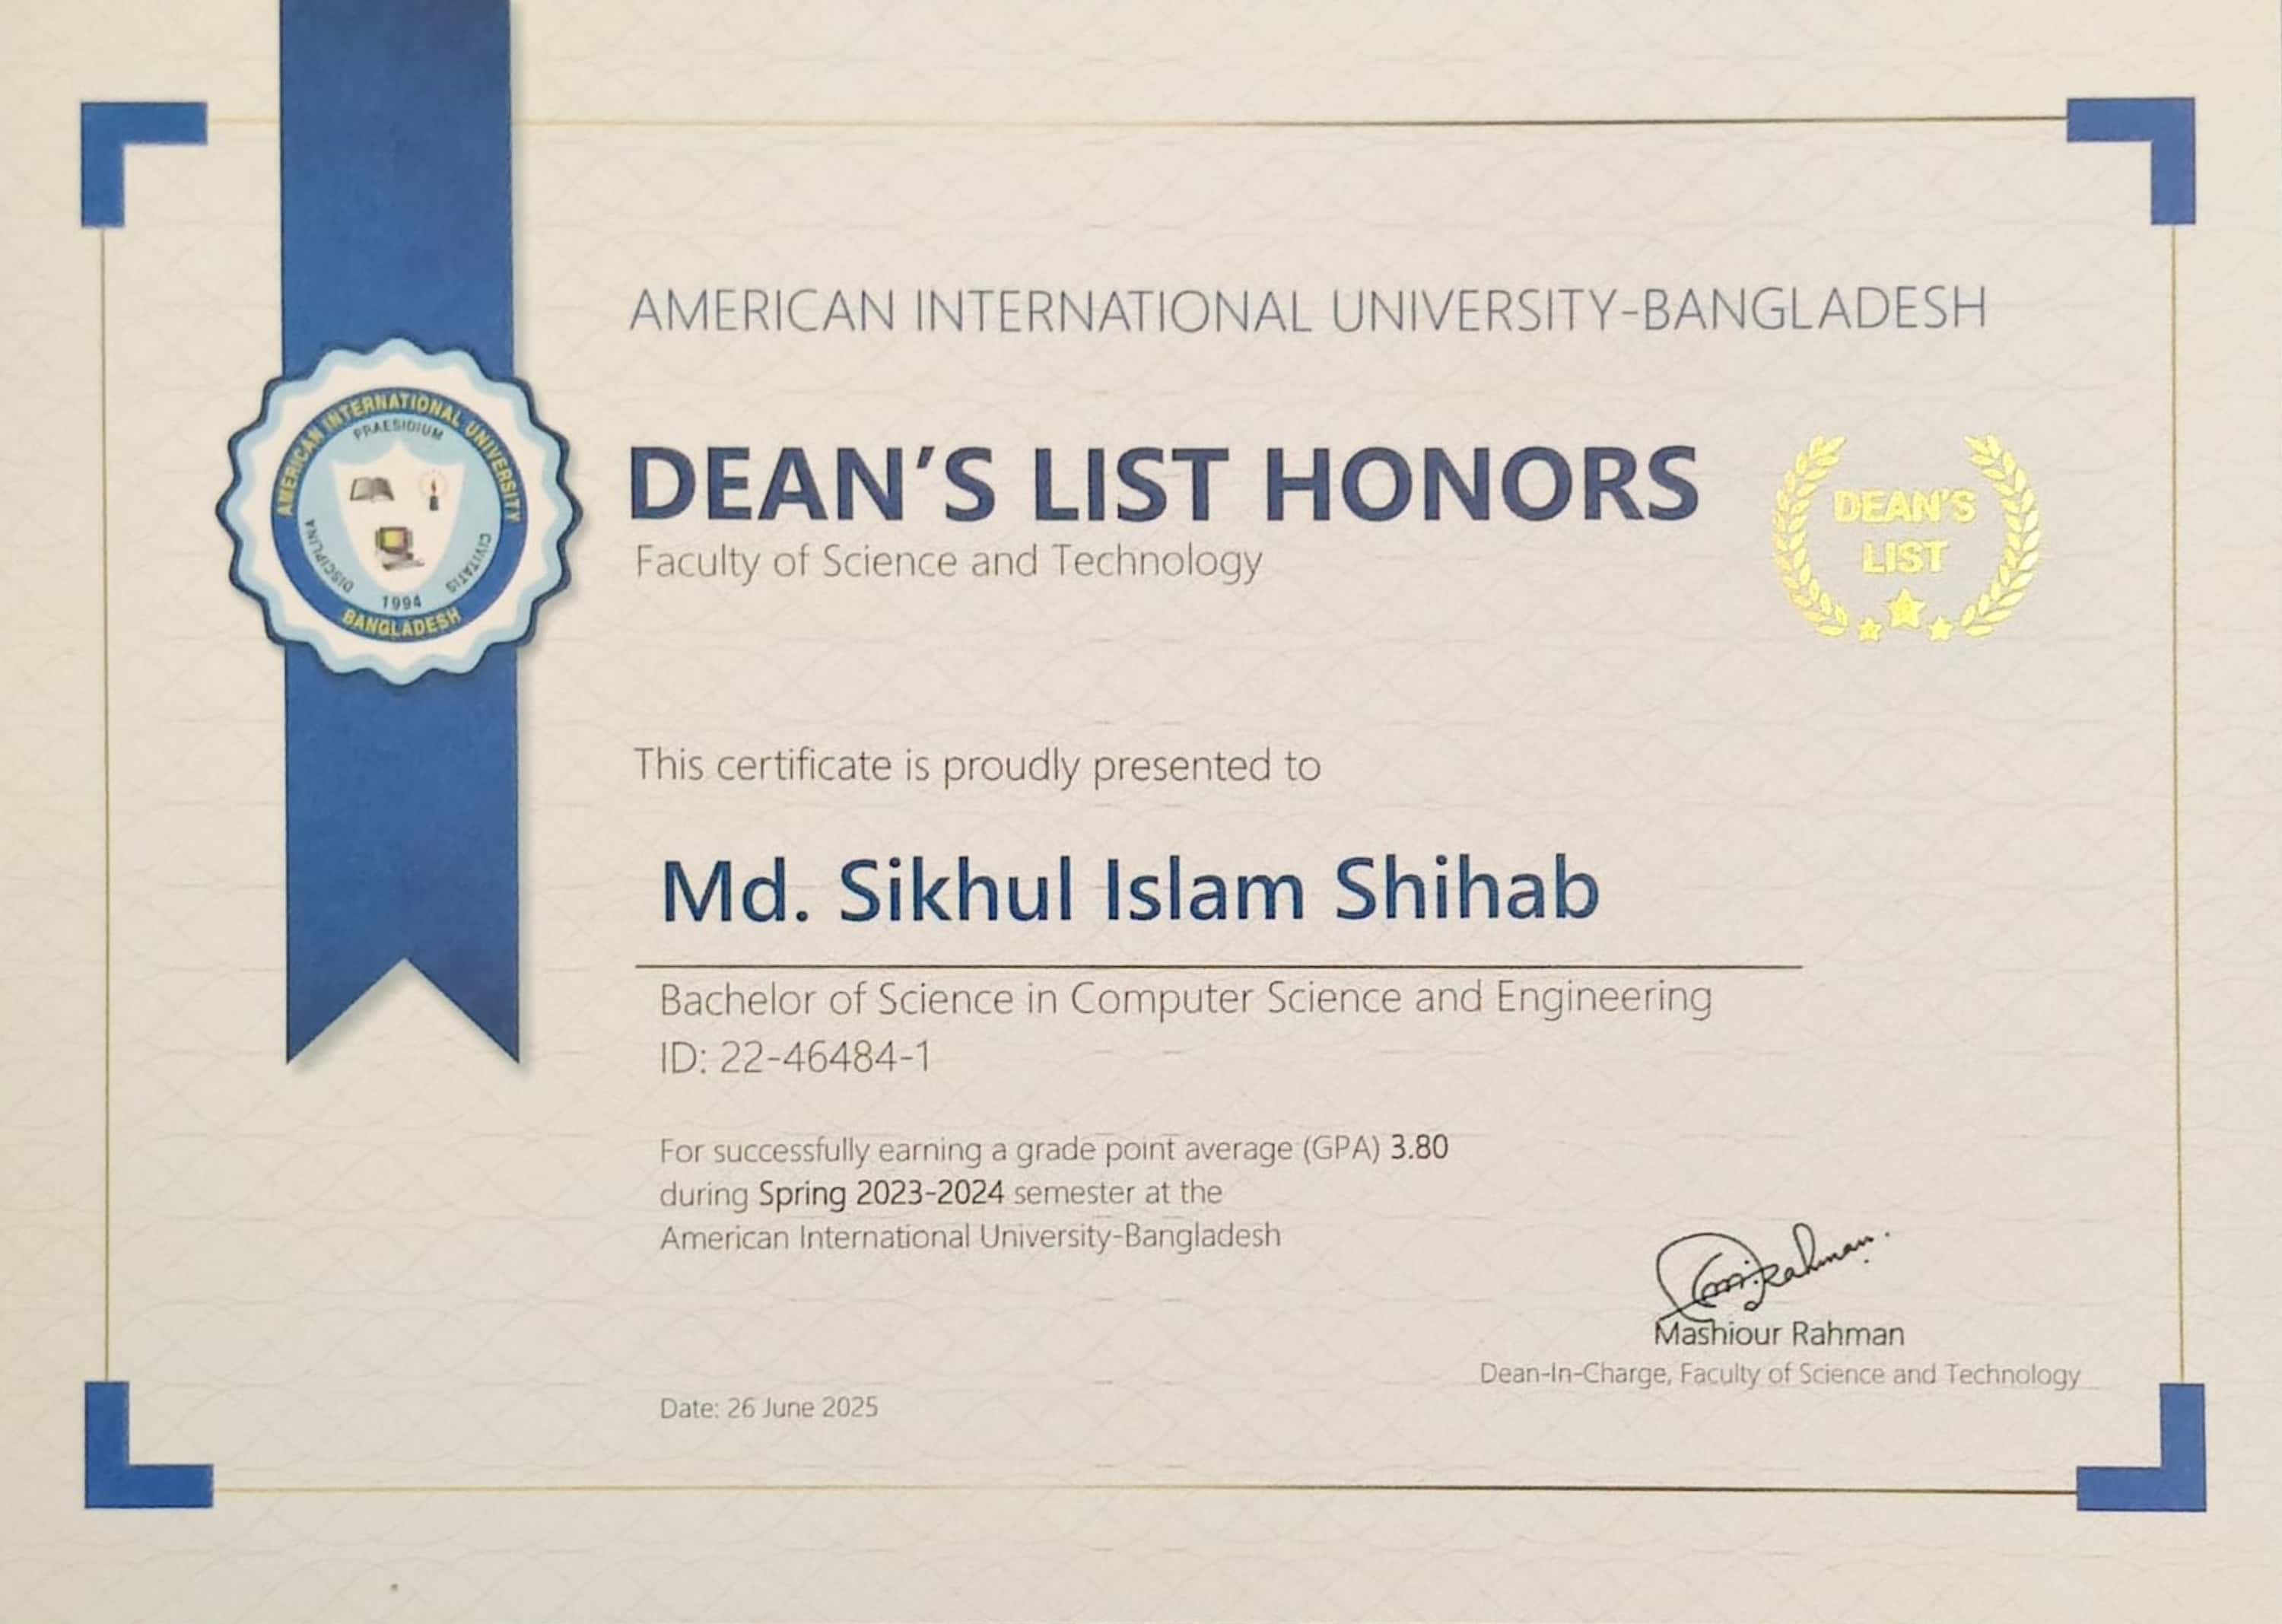 AMERICAN INTERNATIONAL UNIVERSITY-BANGLADESH
AMERICAN INTERNATIONAL UNIVERSITY
PRAESIDIUM
DISCIPLINA
CIVITATIS
1994
BANGLADESH
DEAN'S LIST HONORS
Faculty of Science and Technology
DEAN'S
LIST
This certificate is proudly presented to
Md. Sikhul Islam Shihab
Bachelor of Science in Computer Science and Engineering
ID: 22-46484-1
For successfully earning a grade point average (GPA) 3.80
during Spring 2023-2024 semester at the
American International University-Bangladesh
Mashiour Rahman
Dean-In-Charge, Faculty of Science and Technology
Date: 26 June 2025